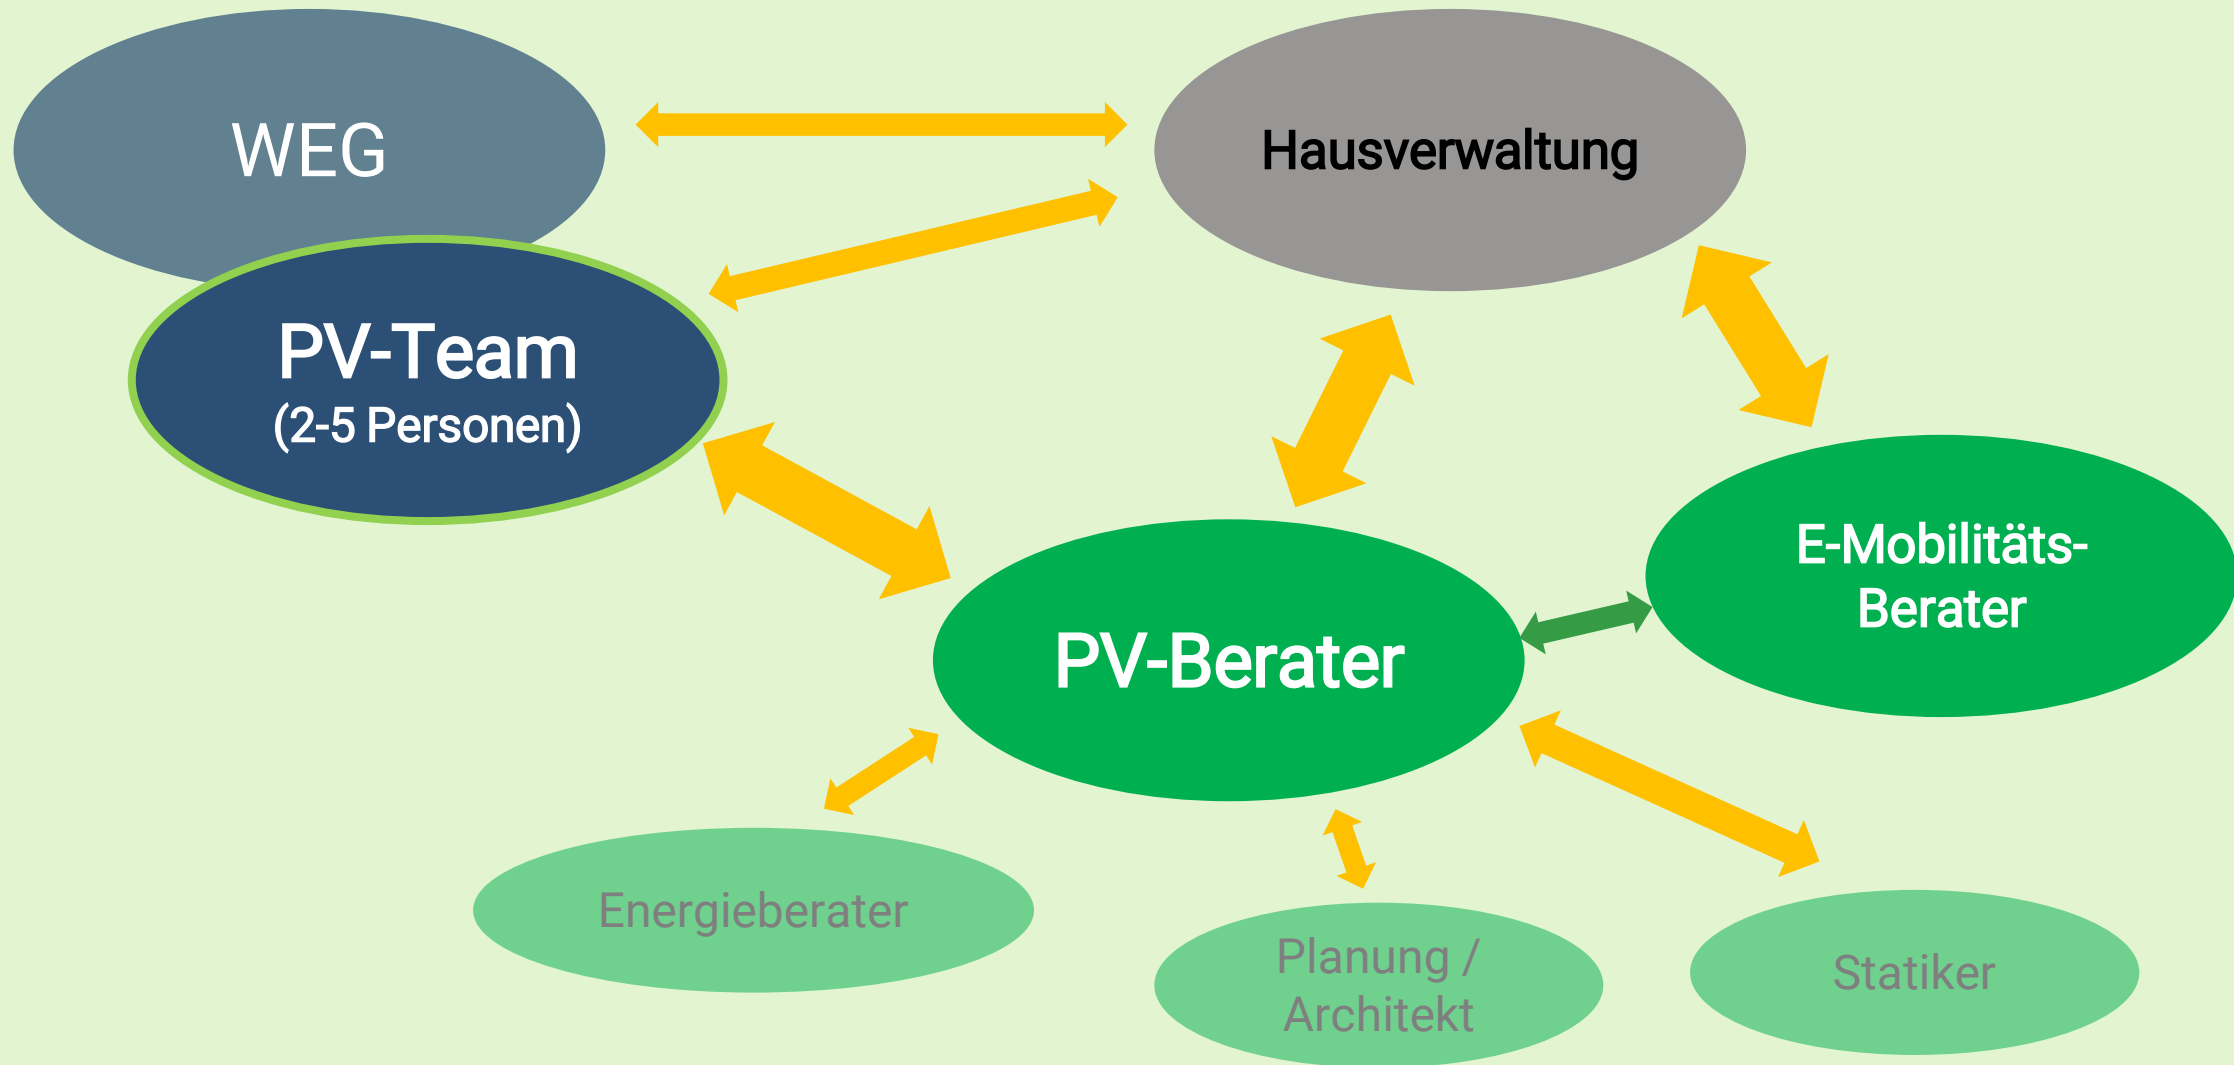 WEG
Hausverwaltung
PV-Team
(2-5 Personen)
E-Mobilitäts-
Berater
PV-Berater
Energieberater
Planung /
Architekt
Statiker